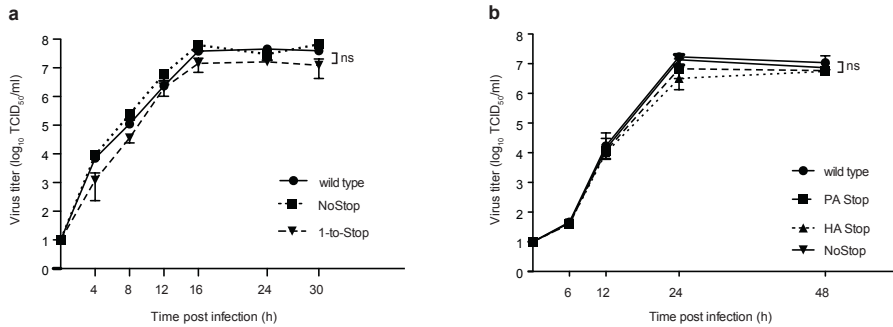 a
Virus titer (log₁₀ TCID₅₀/ml)
8
7
6
5
4
3
2
1
0
ns
wild type
NoStop
1-to-Stop
4 8 12 16 24 30
Time post infection (h)
b
Virus titer (log₁₀ TCID₅₀/ml)
8
7
6
5
4
3
2
1
0
ns
wild type
PA Stop
HA Stop
NoStop
6 12 24 48
Time post infection (h)